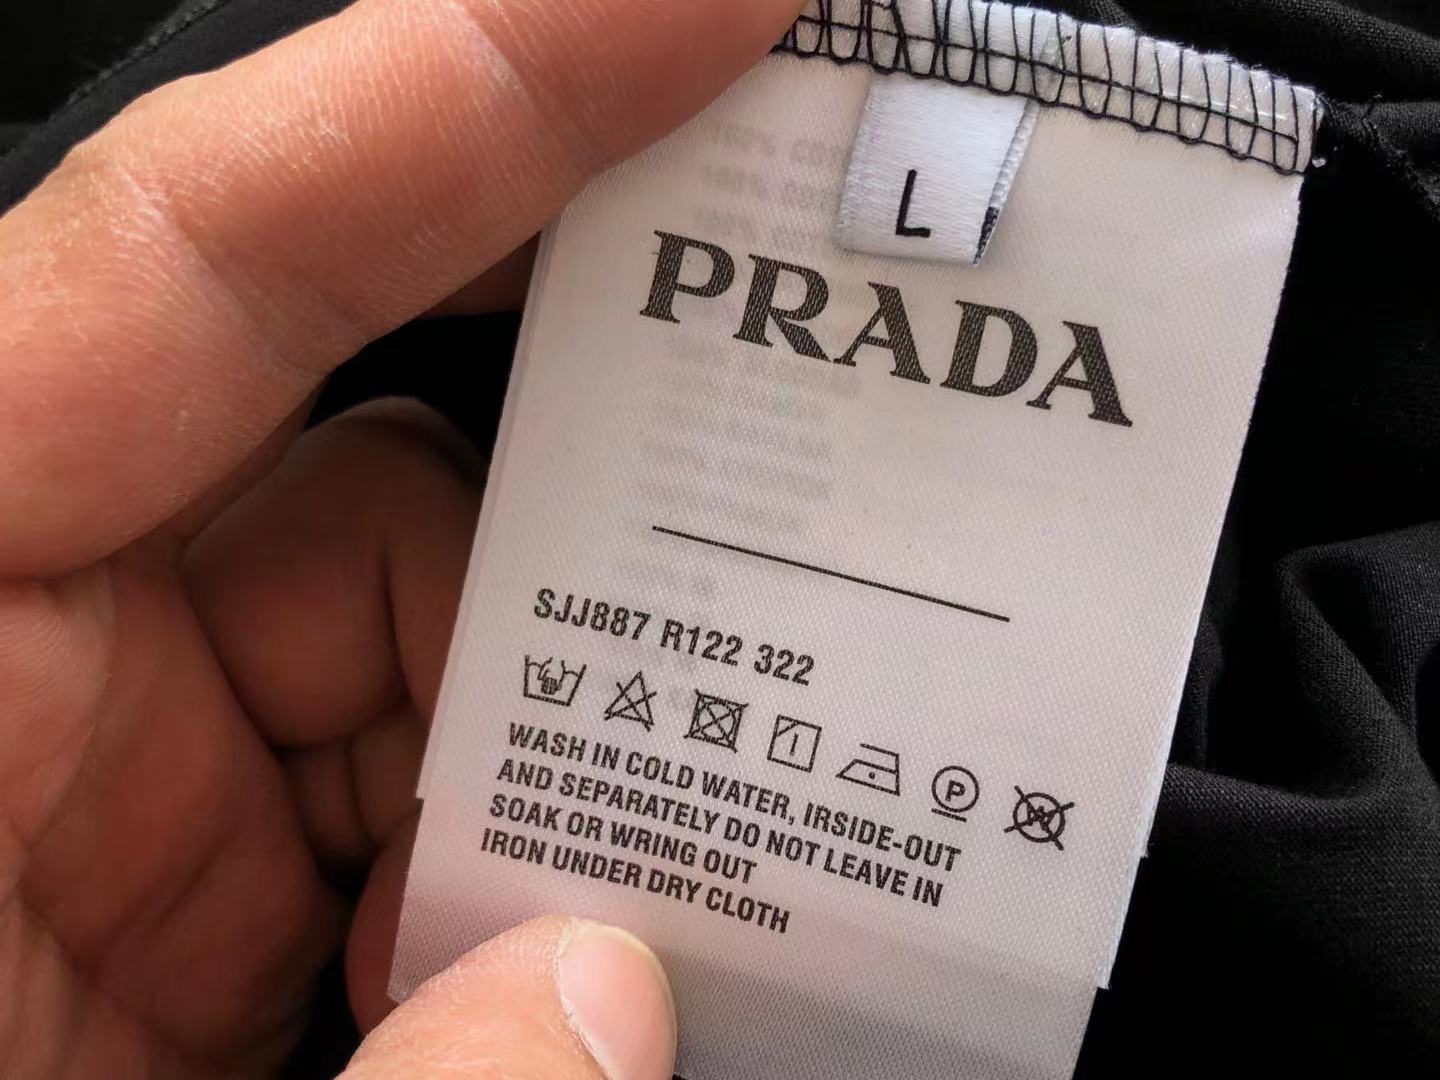 L
PRADA
SJJ887 R122 322
P
W
WASH IN COLD WATER, IRSIDE-OUT
AND SEPARATELY DO NOT LEAVE IN
SOAK OR WRING OUT
IRON UNDER DRY CLOTH